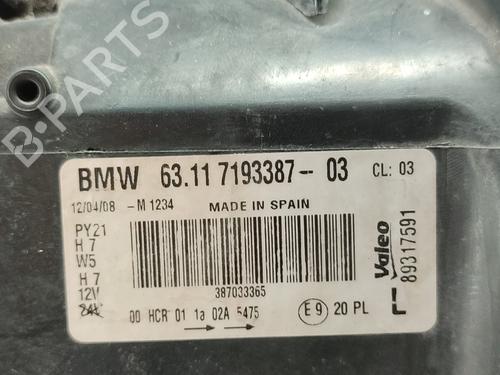 B-PARTS
BMW 63.11 7193387-- 03 CL: 03
12/04/08 -M 1234 MADE IN SPAIN
PY21
H 7
W5
H 7
12V
24V
387033365
00 HCR 01 1a 02A 5475
E9 20 PL
Valeo
89317591
L